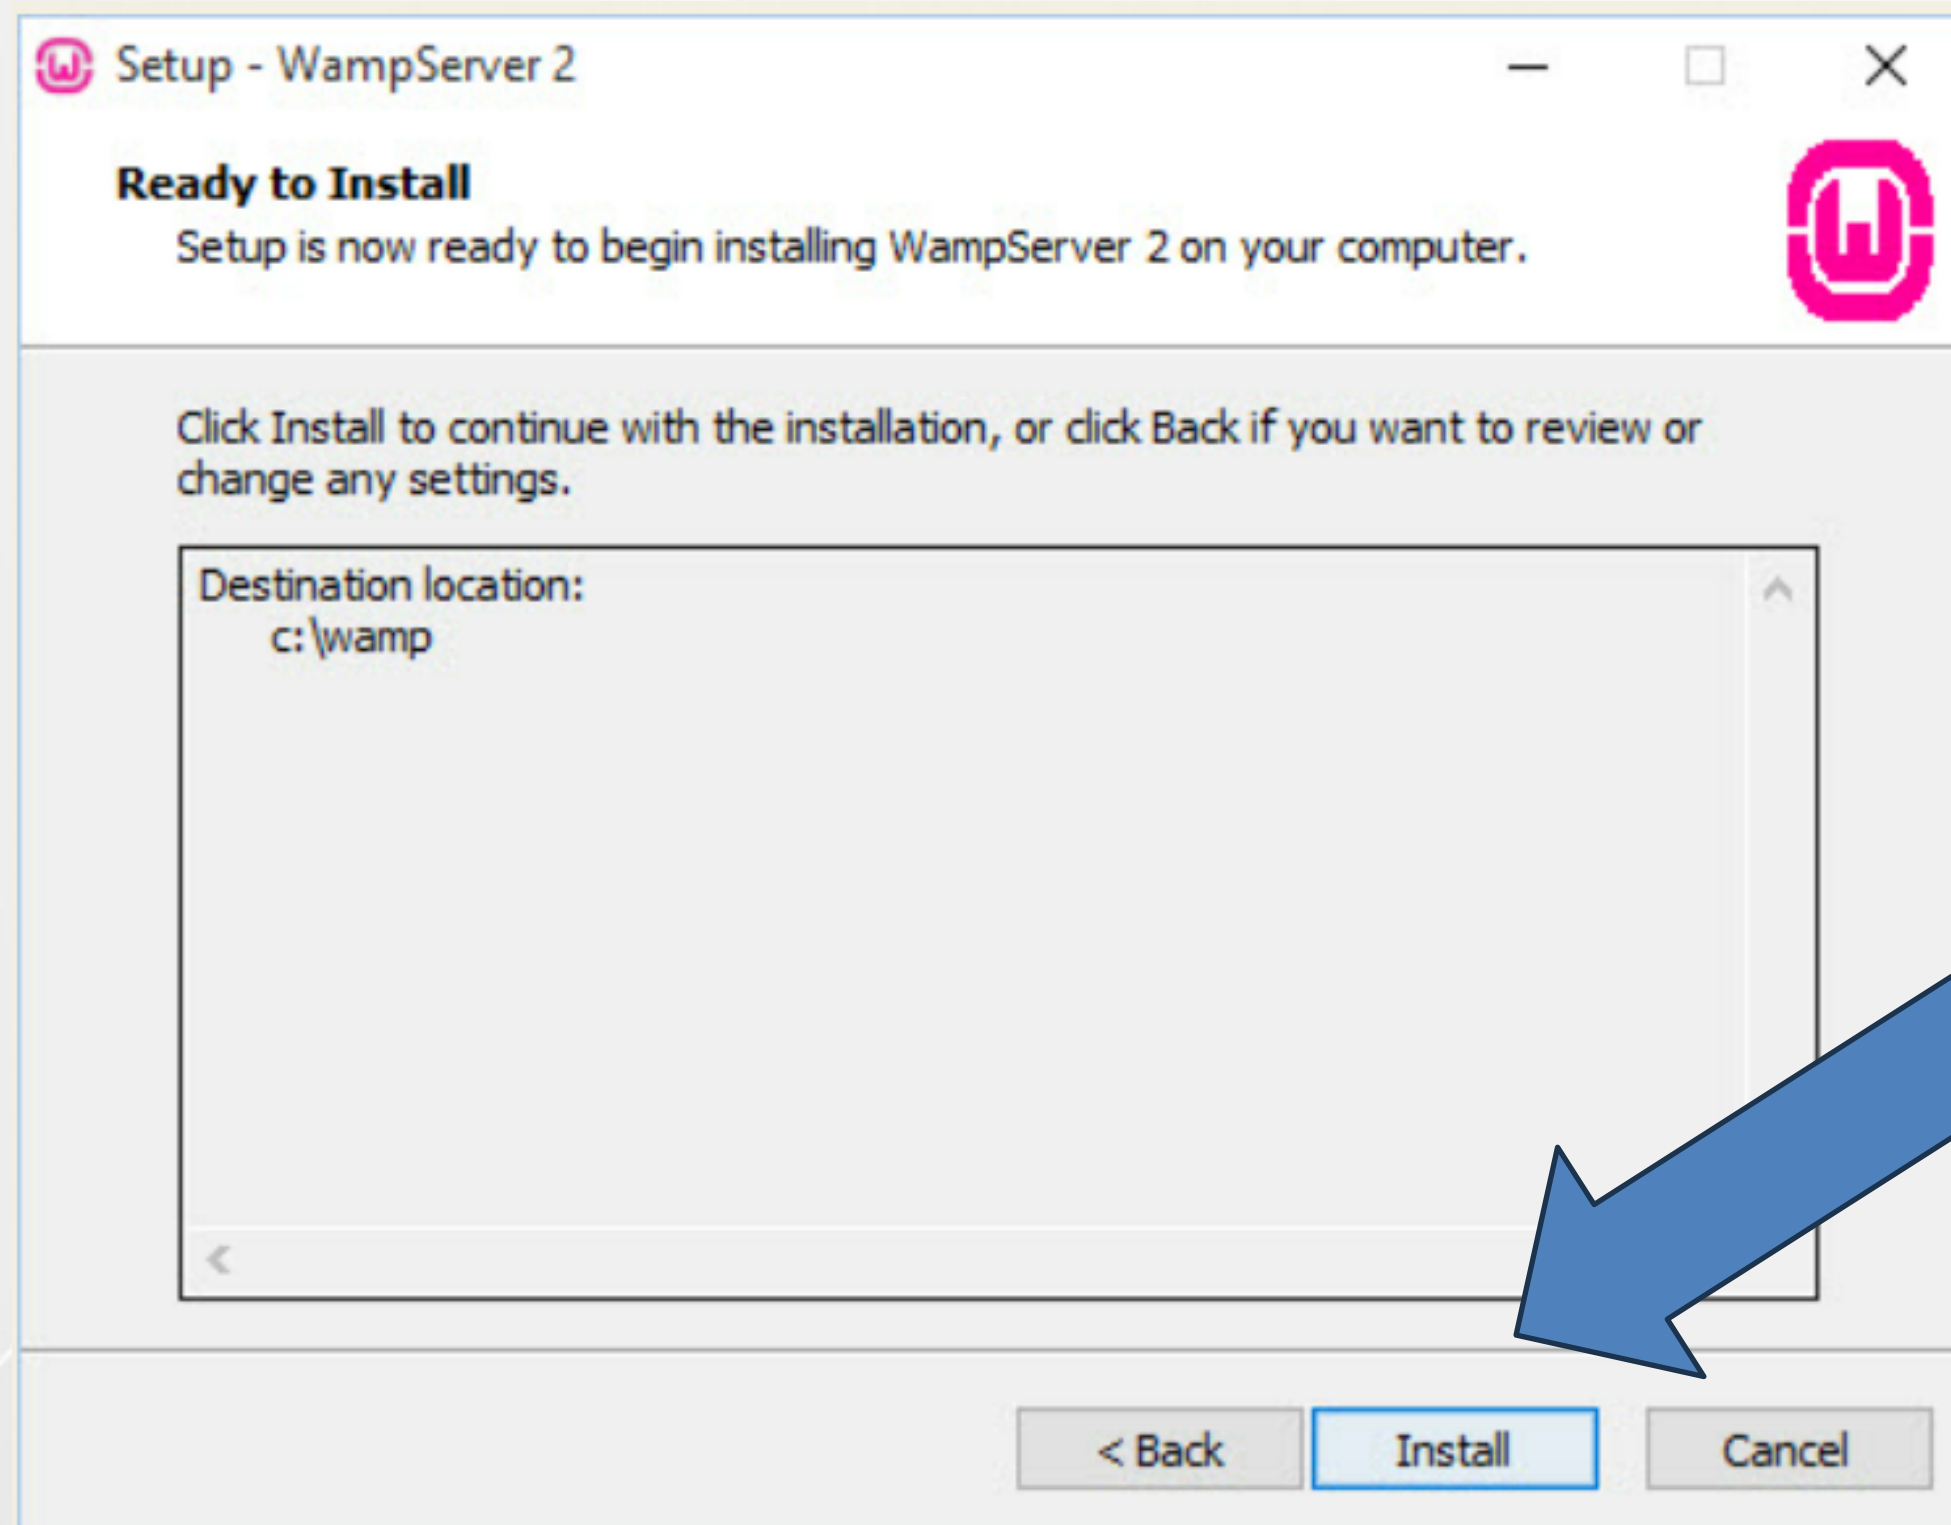 Setup - WampServer 2
Ready to Install
Setup is now ready to begin installing WampServer 2 on your computer.
Click Install to continue with the installation, or click Back if you want to review or
change any settings.
Destination location:
c:\wamp
< Back
Install
Cancel